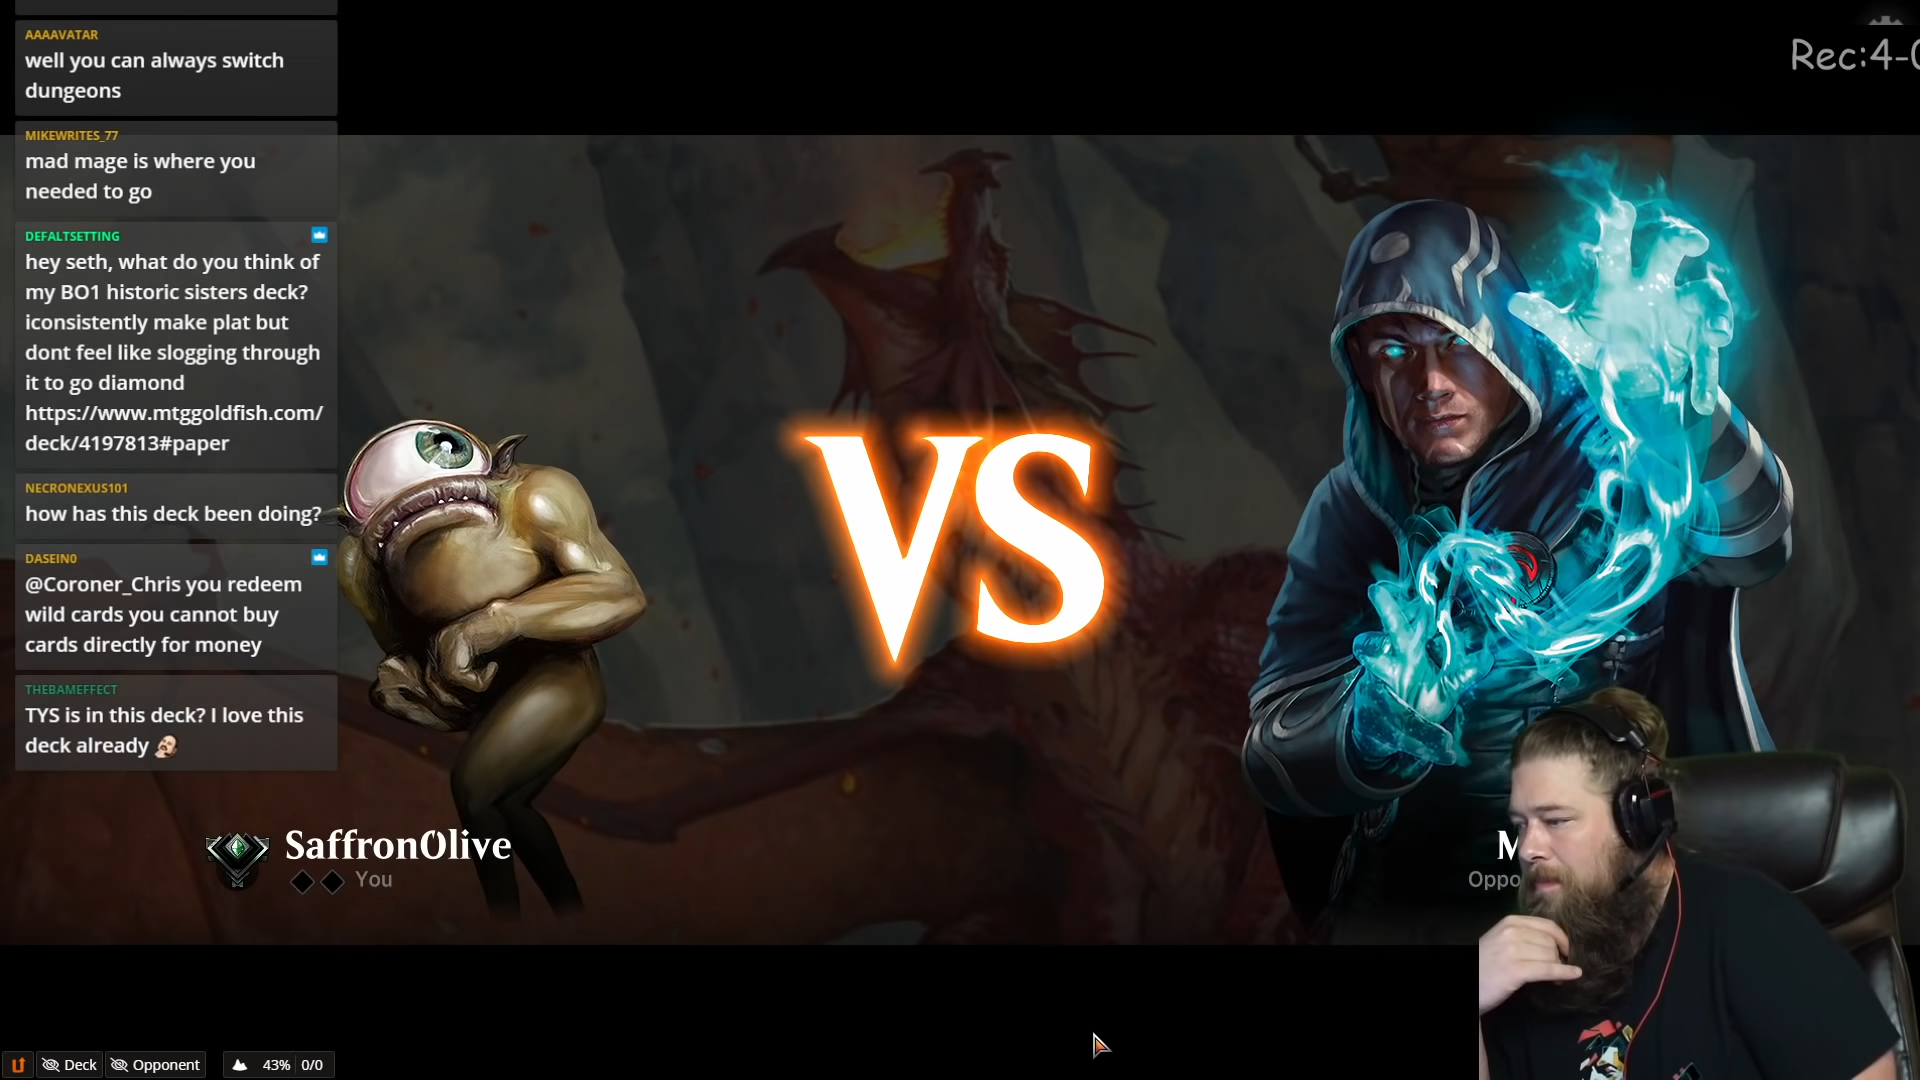 AAAAVATAR
well you can always switch
dungeons
MIKEWRITES_77
mad mage is where you
needed to go
DEFALTSETTING
hey seth, what do you think of
my BO1 historic sisters deck?
iconsistently make plat but
dont feel like slogging through
it to go diamond
https://www.mtggoldfish.com/
deck/4197813#paper
NECRONEXUS101
how has this deck been doing?
DASEIN0
@Coroner_Chris you redeem
wild cards you cannot buy
cards directly for money
THEBAMEFFECT
TYS is in this deck? I love this
deck already
Rec:4-0
VS
SaffronOlive
You
M
Oppo
Deck
Opponent
43%
0/0